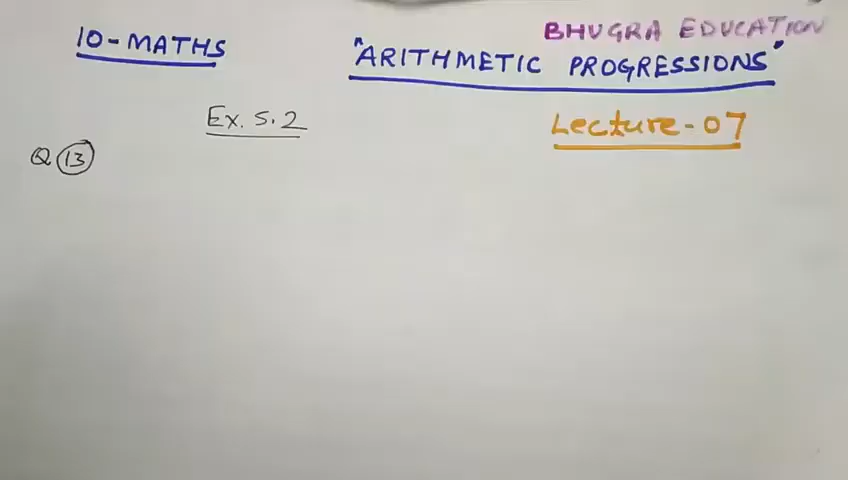 BHUGRA EDUCATION
10-MATHS
"ARITHMETIC PROGRESSIONS"
Ex. 5.2
Lecture-07
Q 13